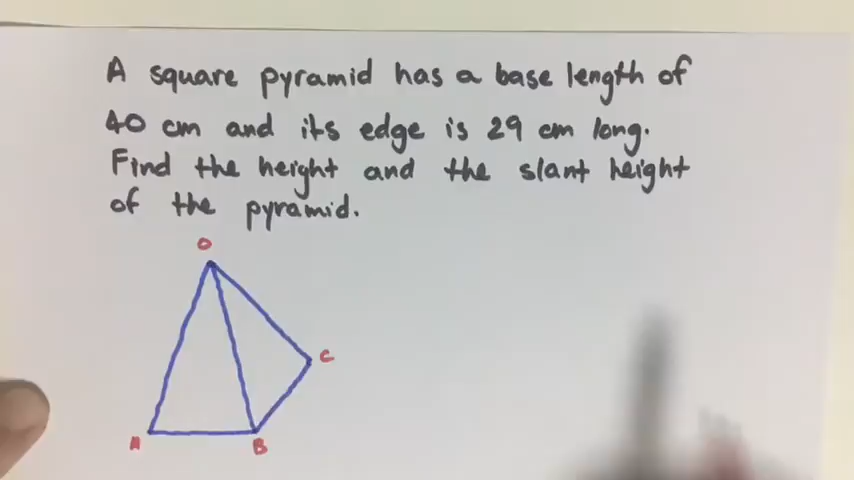 A square pyramid has a base length of
40 cm and its edge is 29 cm long.
Find the height and the slant height
of the pyramid.
O
C
A
B